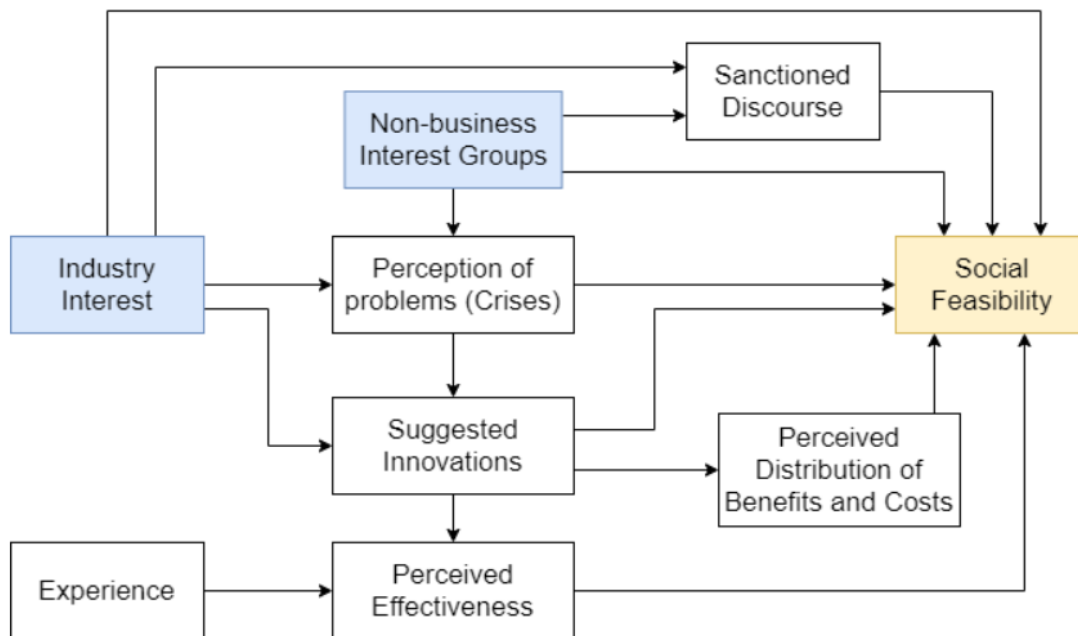 Sanctioned
Discourse
Non-business
Interest Groups
Industry
Interest
Perception of
problems (Crises)
Social
Feasibility
Suggested
Innovations
Perceived
Distribution of
Benefits and Costs
Experience
Perceived
Effectiveness